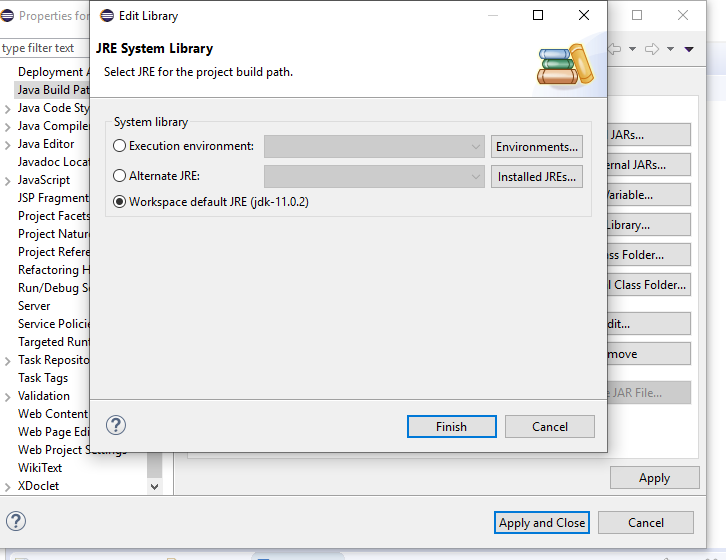 Properties for
Edit Library
type filter text
JRE System Library
Select JRE for the project build path.
Deployment A
Java Build Pat
Java Code Sty
Java Compiler
Java Editor
Javadoc Locat
JavaScript
JSP Fragment
Project Facets
Project Nature
Project Refere
Refactoring H
Run/Debug Se
Server
Service Policie
Targeted Runt
Task Reposito
Task Tags
Validation
Web Content
Web Page Edi
Web Project Settings
WikiText
XDoclet
System library
Execution environment:
Environments...
Alternate JRE:
Installed JREs...
Workspace default JRE (jdk-11.0.2)
Finish
Cancel
JARs...
ernal JARs...
Variable...
Library...
ass Folder...
l Class Folder...
dit...
move
e JAR File...
Apply
Apply and Close
Cancel